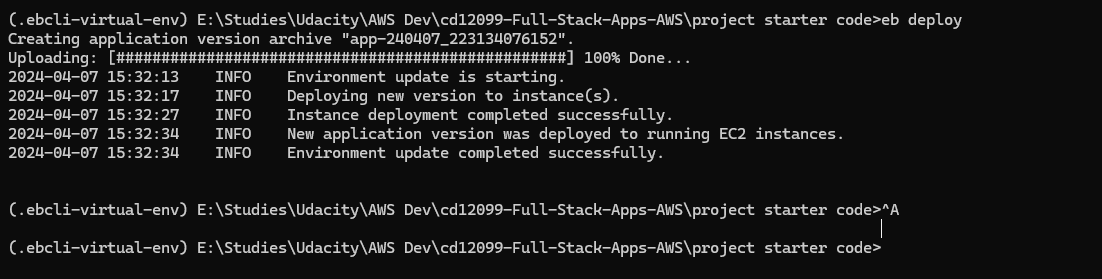 (.ebcli-virtual-env) E:\Studies\Udacity\AWS Dev\cd12099-Full-Stack-Apps-AWS\project starter code>eb deploy
Creating application version archive "app-240407_223134076152".
Uploading: [##################################################] 100% Done...
2024-04-07 15:32:13    INFO    Environment update is starting.
2024-04-07 15:32:17    INFO    Deploying new version to instance(s).
2024-04-07 15:32:27    INFO    Instance deployment completed successfully.
2024-04-07 15:32:34    INFO    New application version was deployed to running EC2 instances.
2024-04-07 15:32:34    INFO    Environment update completed successfully.
(.ebcli-virtual-env) E:\Studies\Udacity\AWS Dev\cd12099-Full-Stack-Apps-AWS\project starter code>^A
(.ebcli-virtual-env) E:\Studies\Udacity\AWS Dev\cd12099-Full-Stack-Apps-AWS\project starter code>